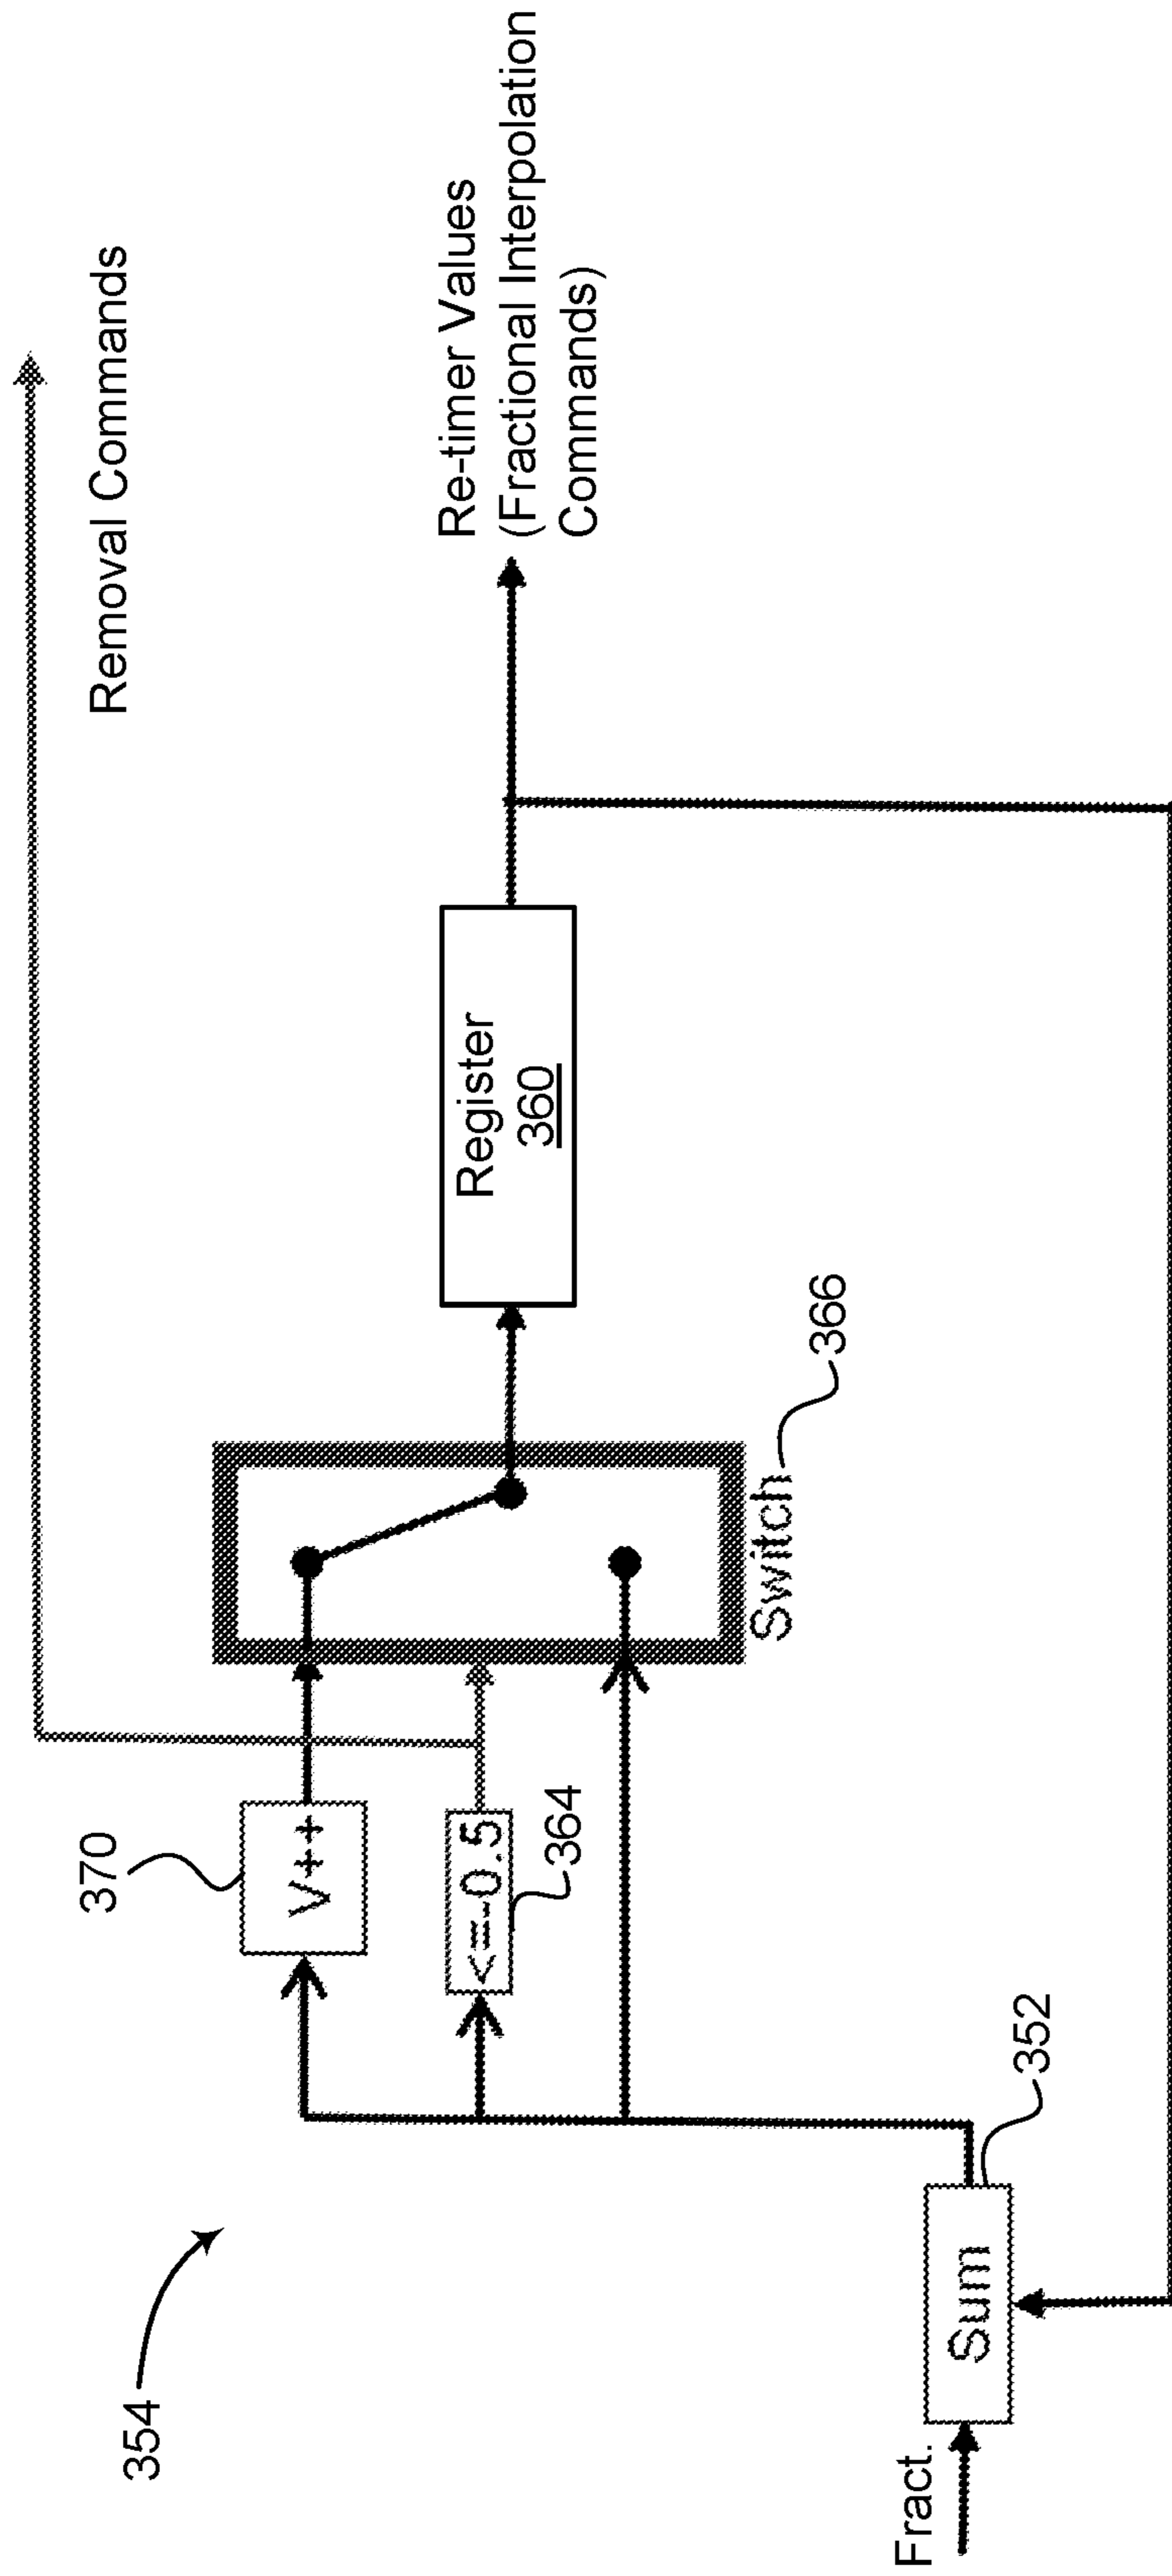 Removal Commands
Re-timer Values
(Fractional Interpolation
Commands)
354
370
V++
<=-0.5
364
Switch
366
Register
360
352
Sum
Fract.